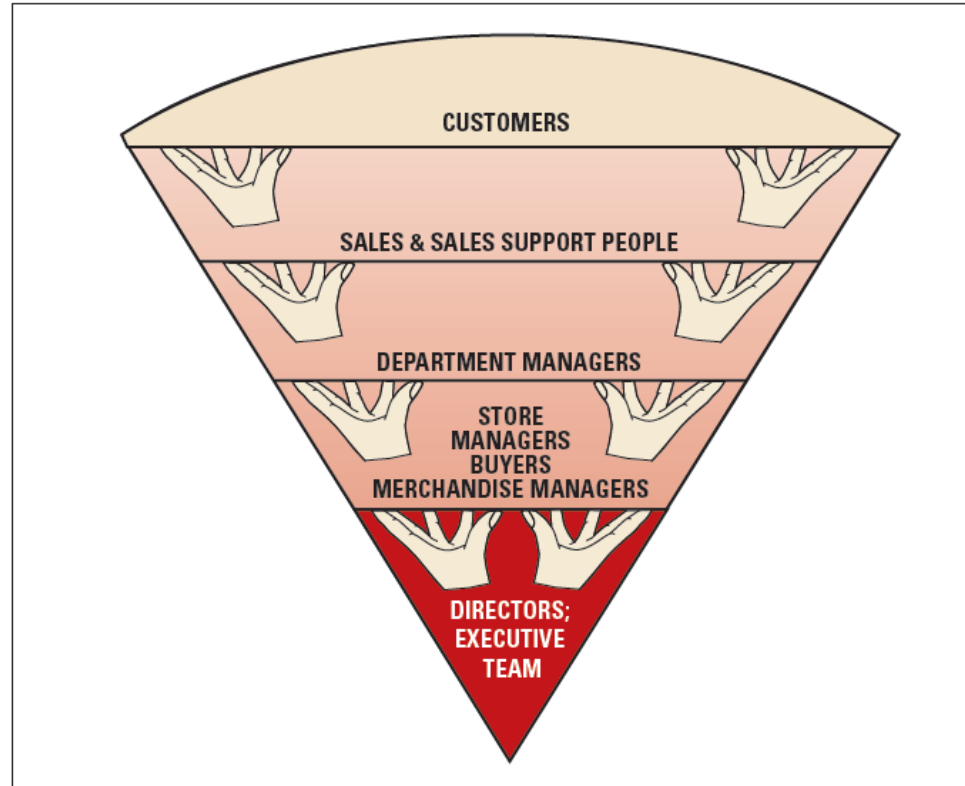 CUSTOMERS
SALES & SALES SUPPORT PEOPLE
DEPARTMENT MANAGERS
STORE
MANAGERS
BUYERS
MERCHANDISE MANAGERS
DIRECTORS;
EXECUTIVE
TEAM